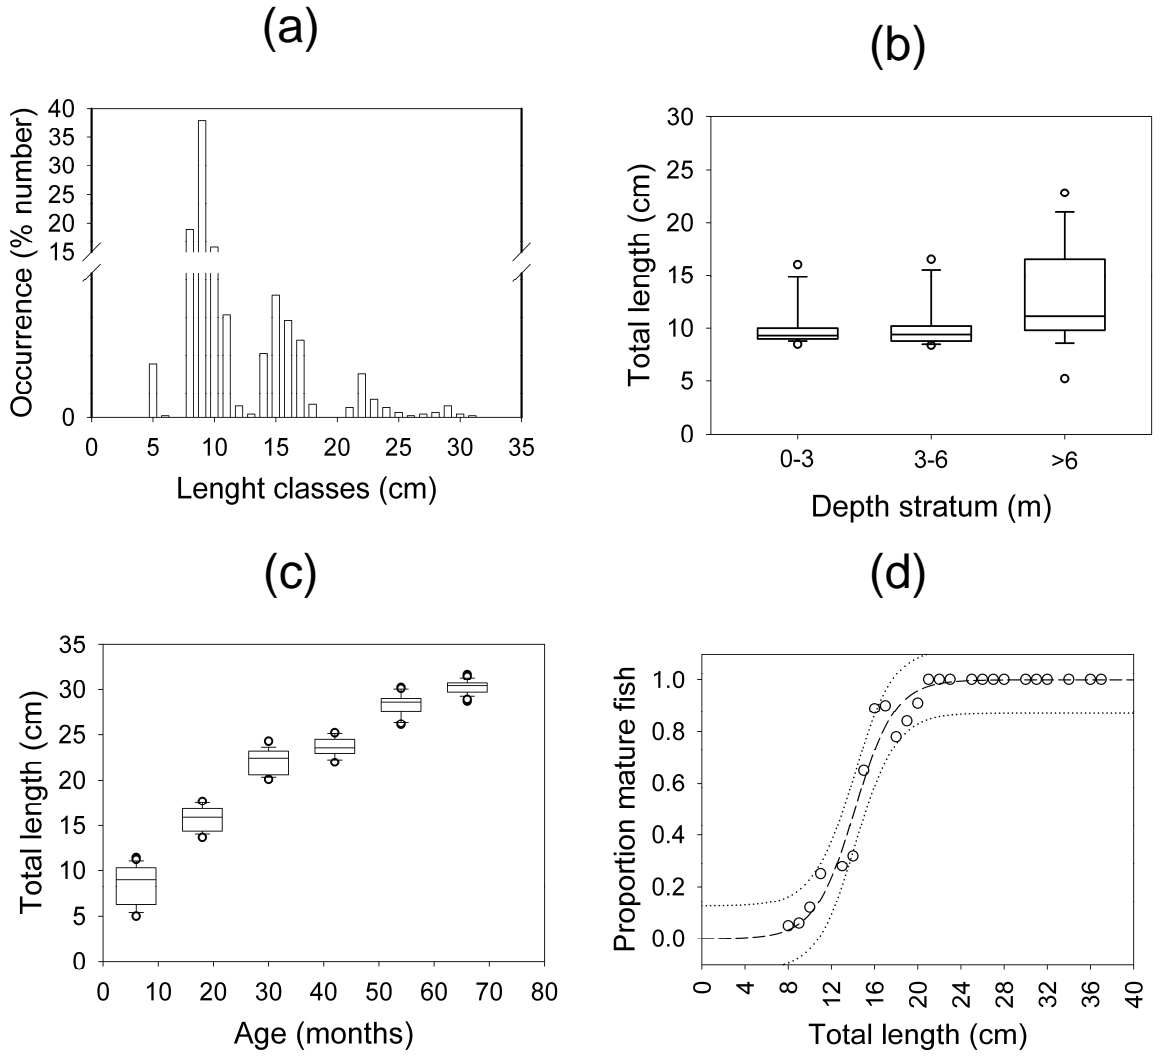 (a)
Occurrence (% number)
40
35
30
25
20
15
0
0 5 10 15 20 25 30 35
Lenght classes (cm)
(b)
Total length (cm)
30
25
20
15
10
5
0
0-3 3-6 >6
Depth stratum (m)
(c)
Total length (cm)
35
30
25
20
15
10
5
0
0 10 20 30 40 50 60 70 80
Age (months)
(d)
Proportion mature fish
1.0
0.8
0.6
0.4
0.2
0.0
0 4 8 12 16 20 24 28 32 36 40
Total length (cm)